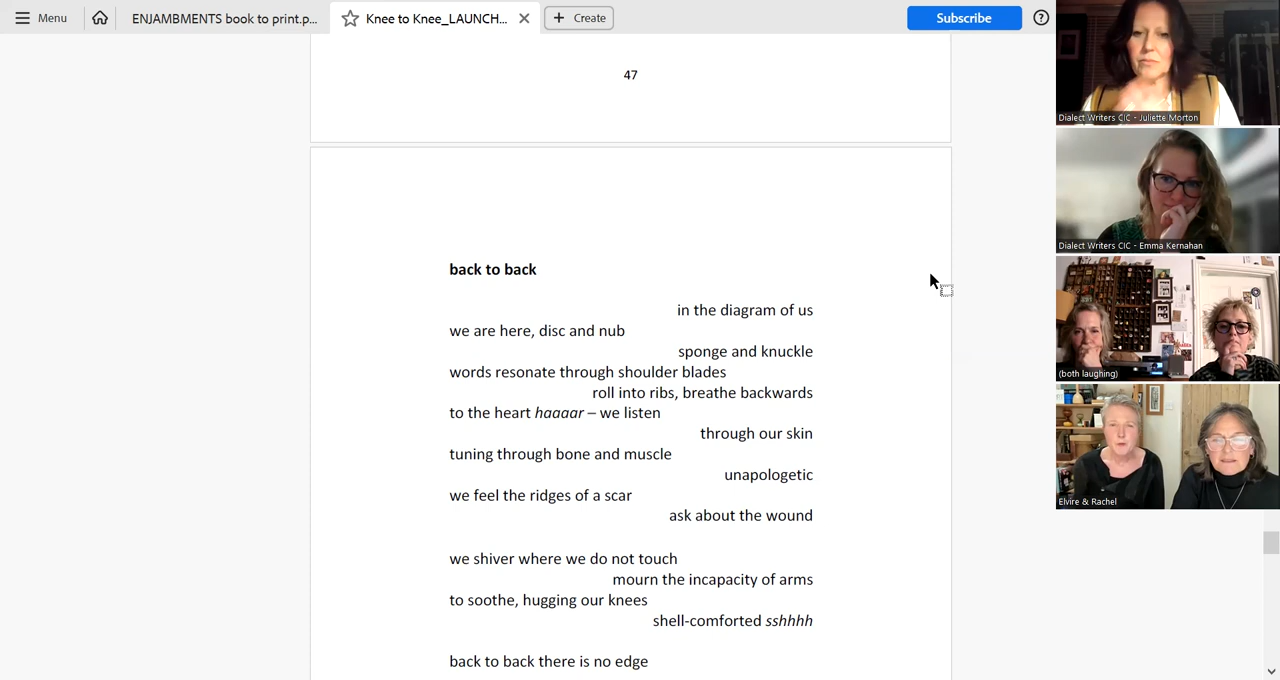 Menu
ENJAMBMENTS book to print.p...
Knee to Knee_LAUNCH...
Create
Subscribe
47
back to back
in the diagram of us
we are here, disc and nub
sponge and knuckle
words resonate through shoulder blades
roll into ribs, breathe backwards
to the heart haaaar – we listen
through our skin
tuning through bone and muscle
unapologetic
we feel the ridges of a scar
ask about the wound
we shiver where we do not touch
mourn the incapacity of arms
to soothe, hugging our knees
shell-comforted sshhhh
back to back there is no edge
Dialect Writers CIC - Juliette Morton
Dialect Writers CIC - Emma Kernahan
(both laughing)
Elvire & Rachel